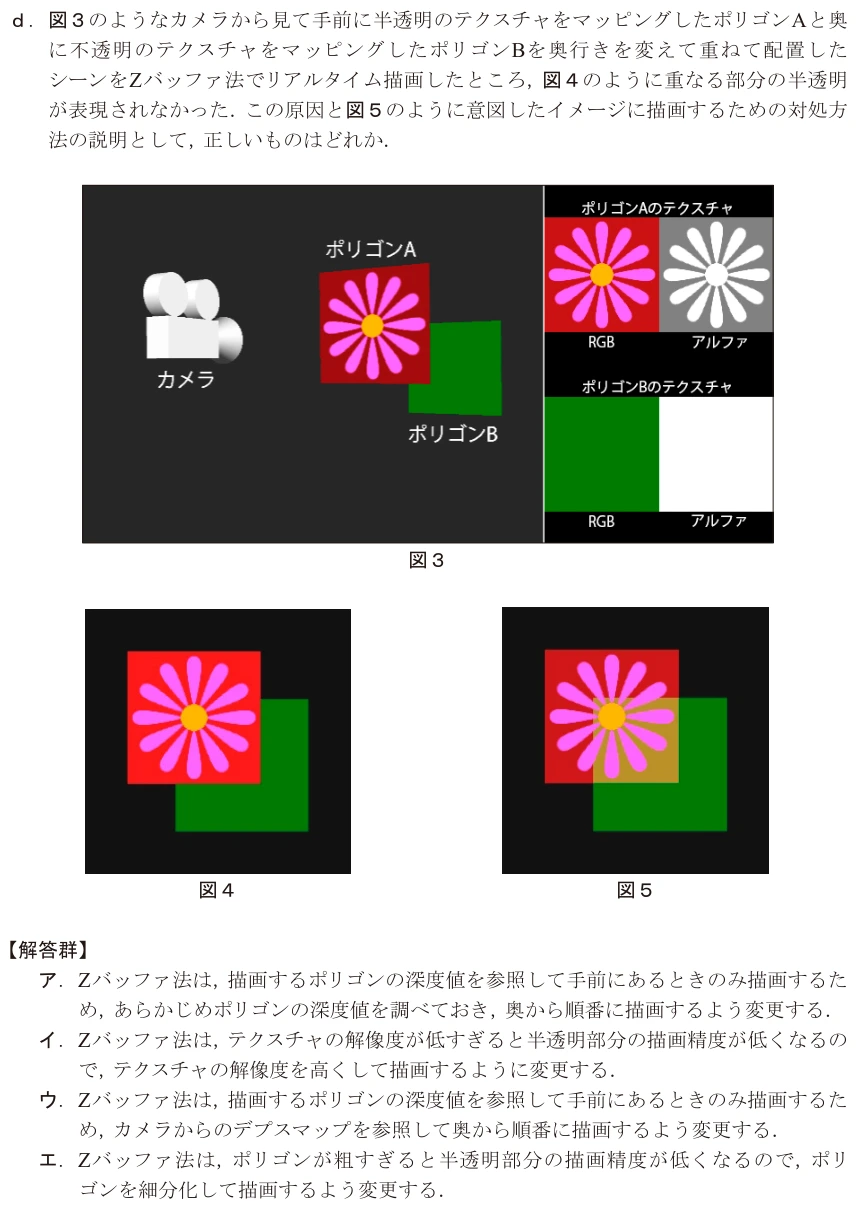 d．図3のようなカメラから見て手前に半透明のテクスチャをマッピングしたポリゴンAと奥
に不透明のテクスチャをマッピングしたポリゴンBを奥行きを変えて重ねて配置した
シーンをZバッファ法でリアルタイム描画したところ，図4のように重なる部分の半透明
が表現されなかった．この原因と図5のように意図したイメージに描画するための対処方
法の説明として，正しいものはどれか．
ポリゴンAのテクスチャ
ポリゴンA
RGB
アルファ
カメラ
ポリゴンBのテクスチャ
ポリゴンB
RGB
アルファ
図3
図4
図5
【解答群】
ア．Zバッファ法は，描画するポリゴンの深度値を参照して手前にあるときのみ描画するた
め，あらかじめポリゴンの深度値を調べておき，奥から順番に描画するよう変更する．
イ．Zバッファ法は，テクスチャの解像度が低すぎると半透明部分の描画精度が低くなるの
で，テクスチャの解像度を高くして描画するように変更する．
ウ．Zバッファ法は，描画するポリゴンの深度値を参照して手前にあるときのみ描画するた
め，カメラからのデプスマップを参照して奥から順番に描画するよう変更する．
エ．Zバッファ法は，ポリゴンが粗すぎると半透明部分の描画精度が低くなるので，ポリ
ゴンを細分化して描画するよう変更する．